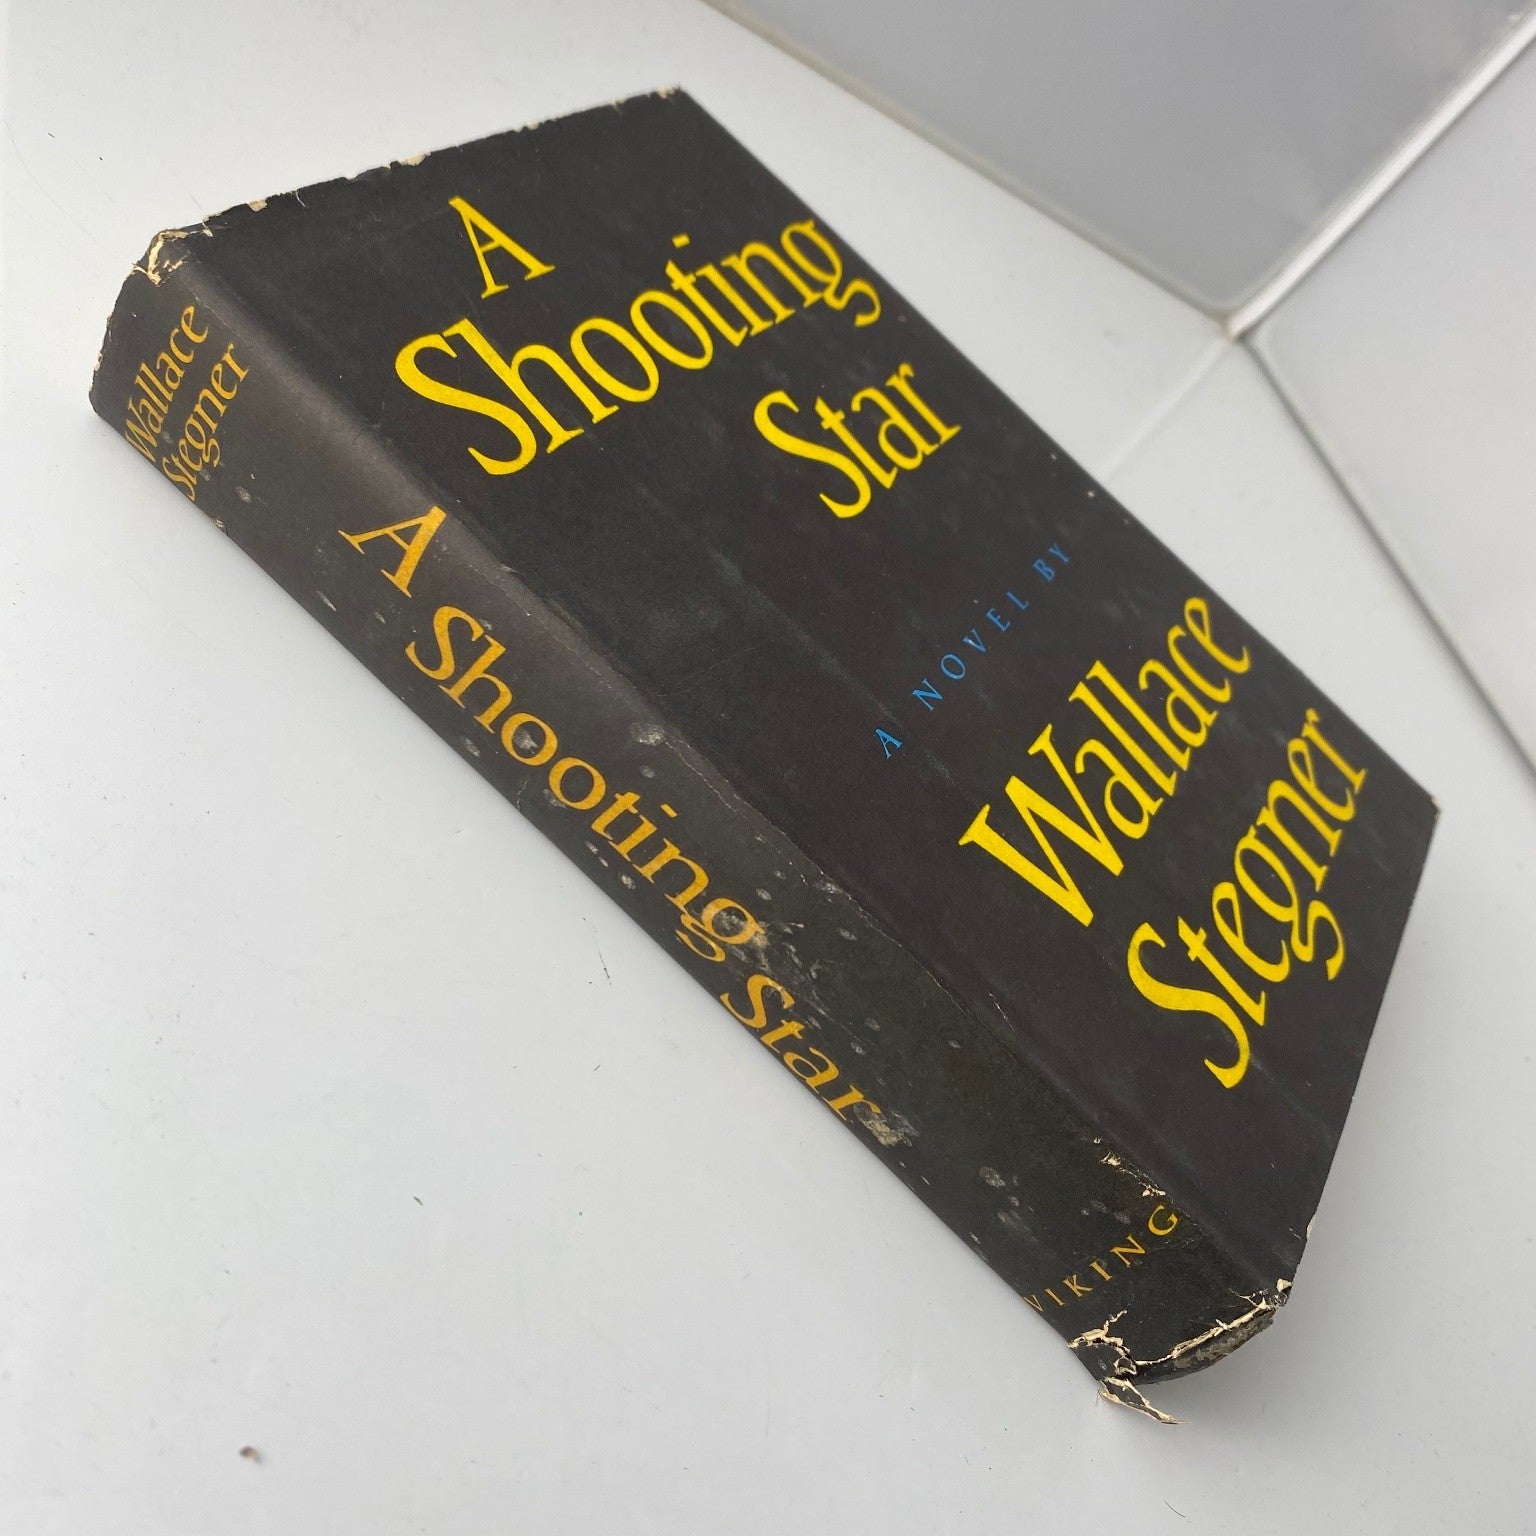 A
Shooting
Star
A NOVEL BY
Wallace
Stegner
Wallace
Stegner
A Shooting Star
VIKING